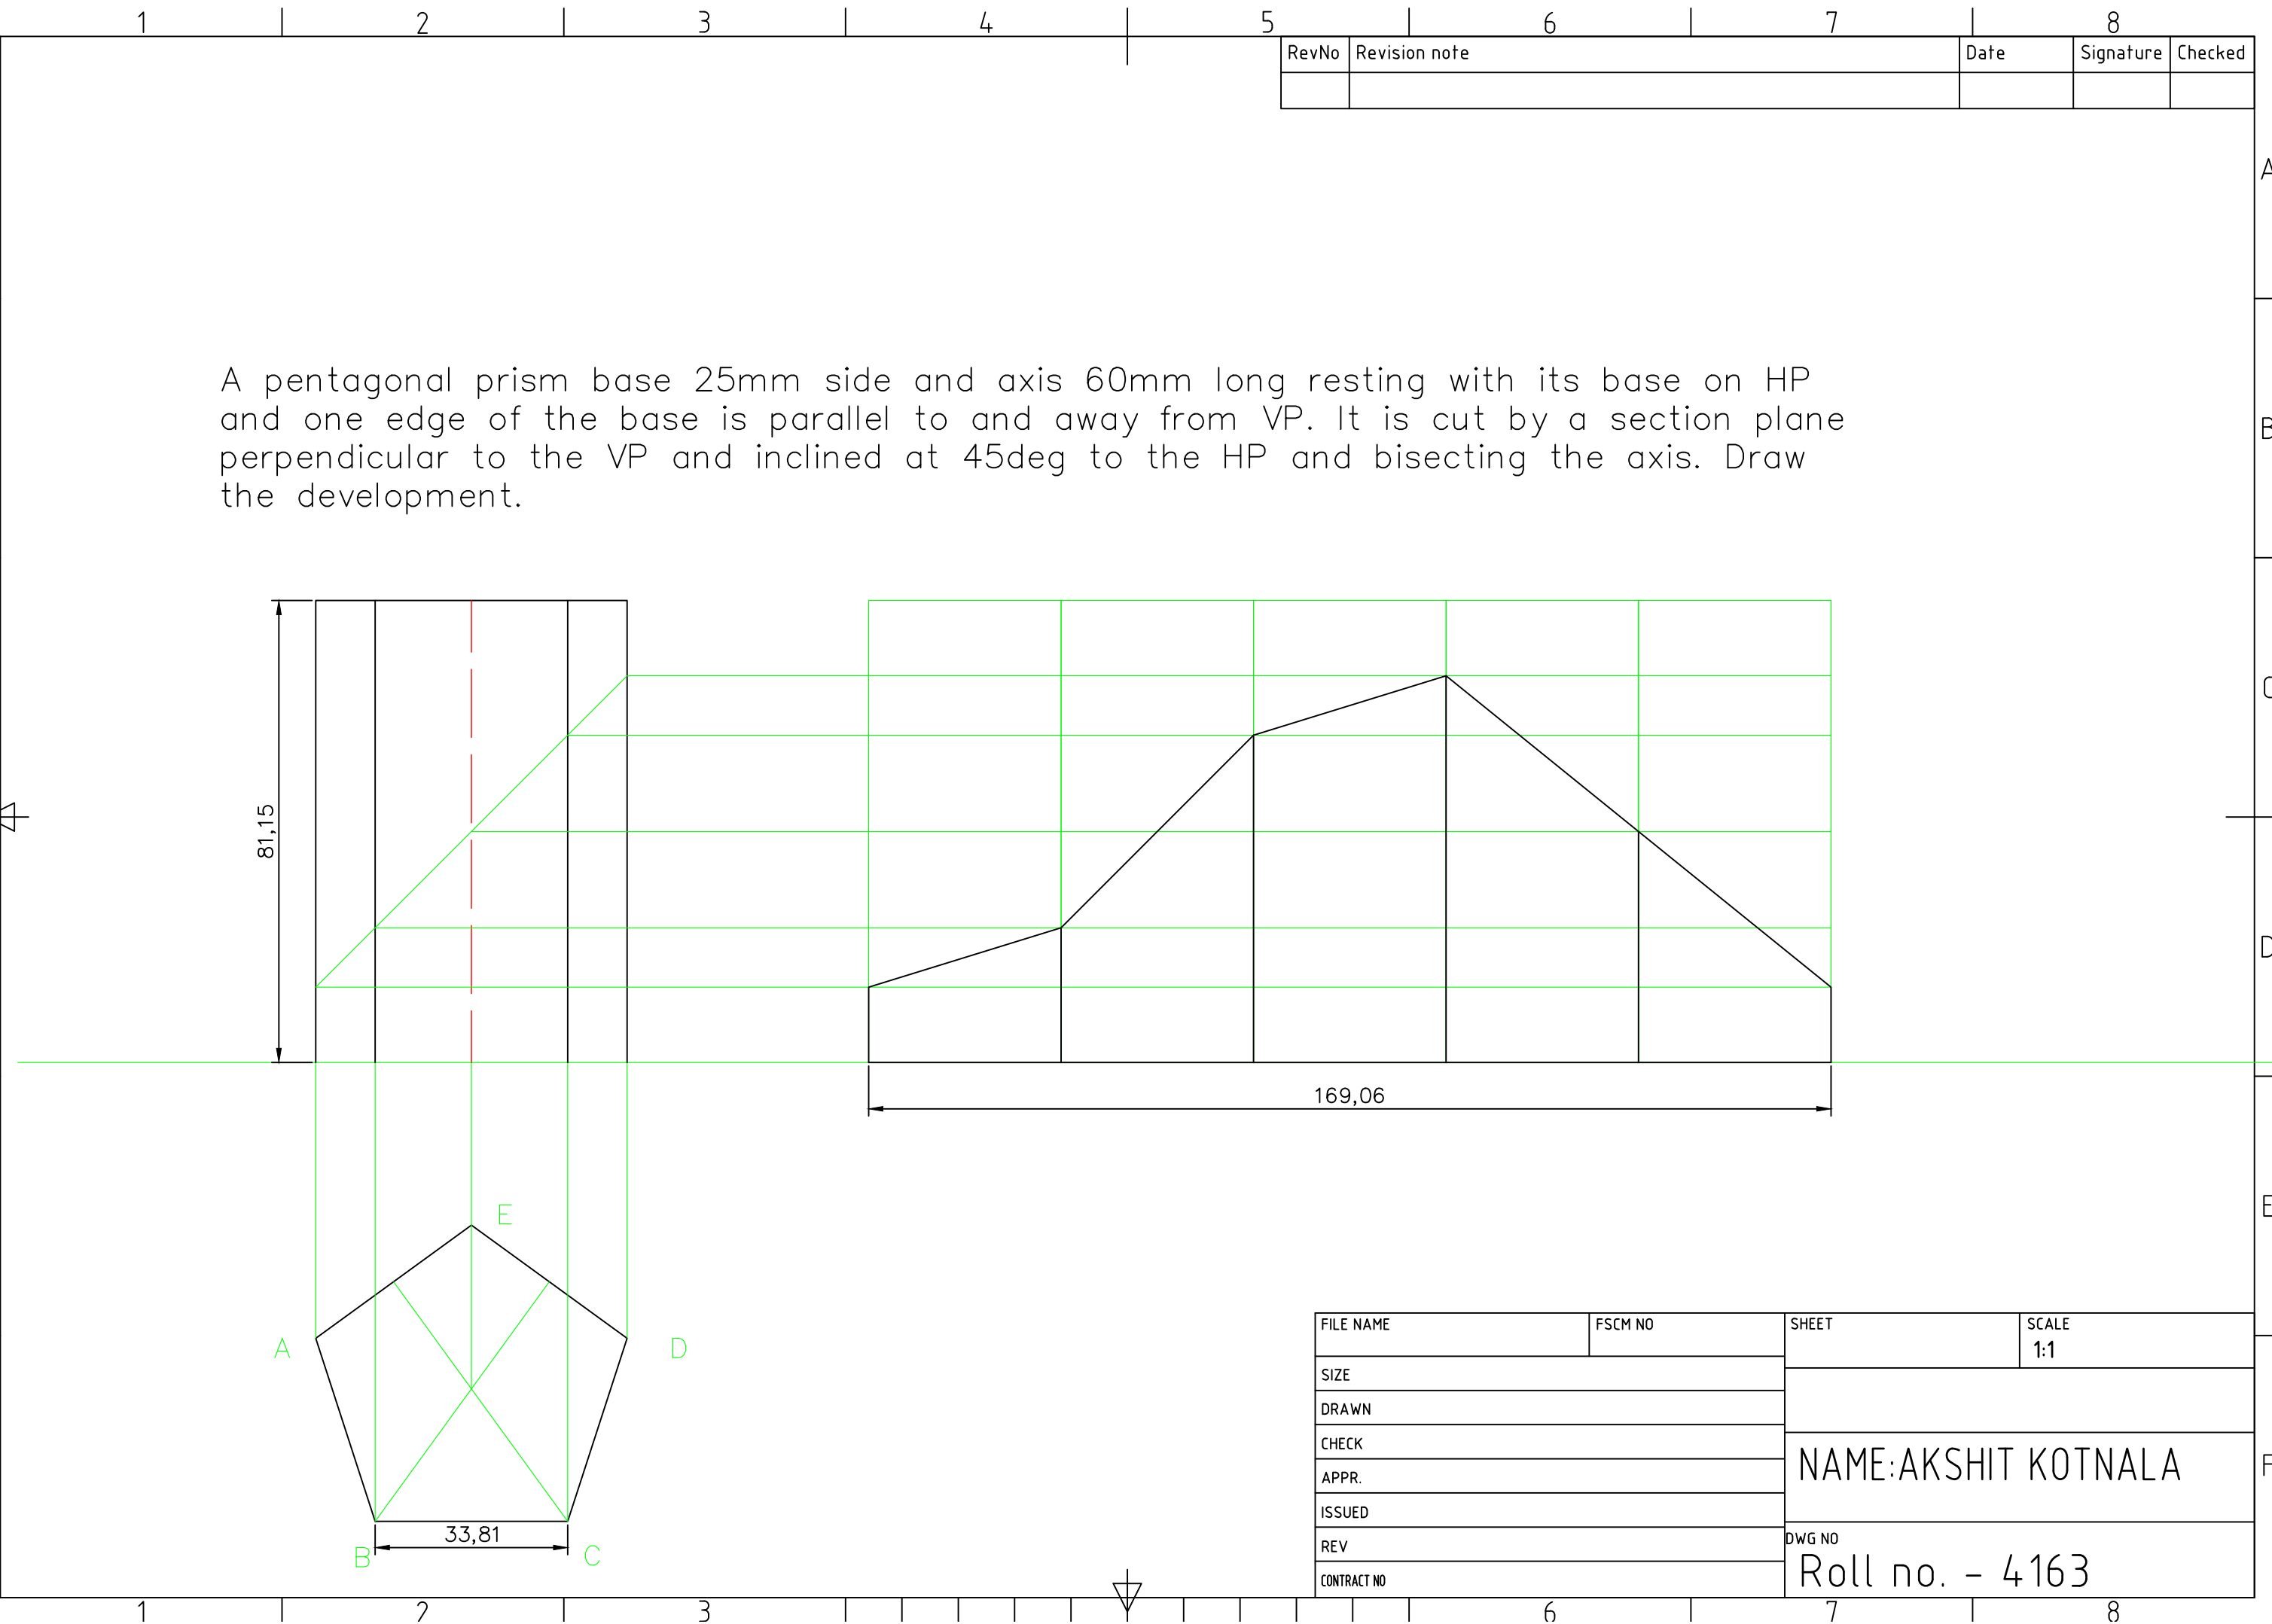 1 2 3 4 5 6 7 8
RevNo Revision note Date Signature Checked
A
B
A pentagonal prism base 25mm side and axis 60mm long resting with its base on HP
and one edge of the base is parallel to and away from VP. It is cut by a section plane
perpendicular to the VP and inclined at 45deg to the HP and bisecting the axis. Draw
the development.
C
81,15
D
169,06
E
E
A D
33,81
B C
FILE NAME FSCM NO SHEET SCALE
1:1
SIZE
DRAWN
CHECK
APPR.
ISSUED
REV
CONTRACT NO
NAME:AKSHIT KOTNALA
F
DWG NO
Roll no. - 4163
1 2 3 6 7 8